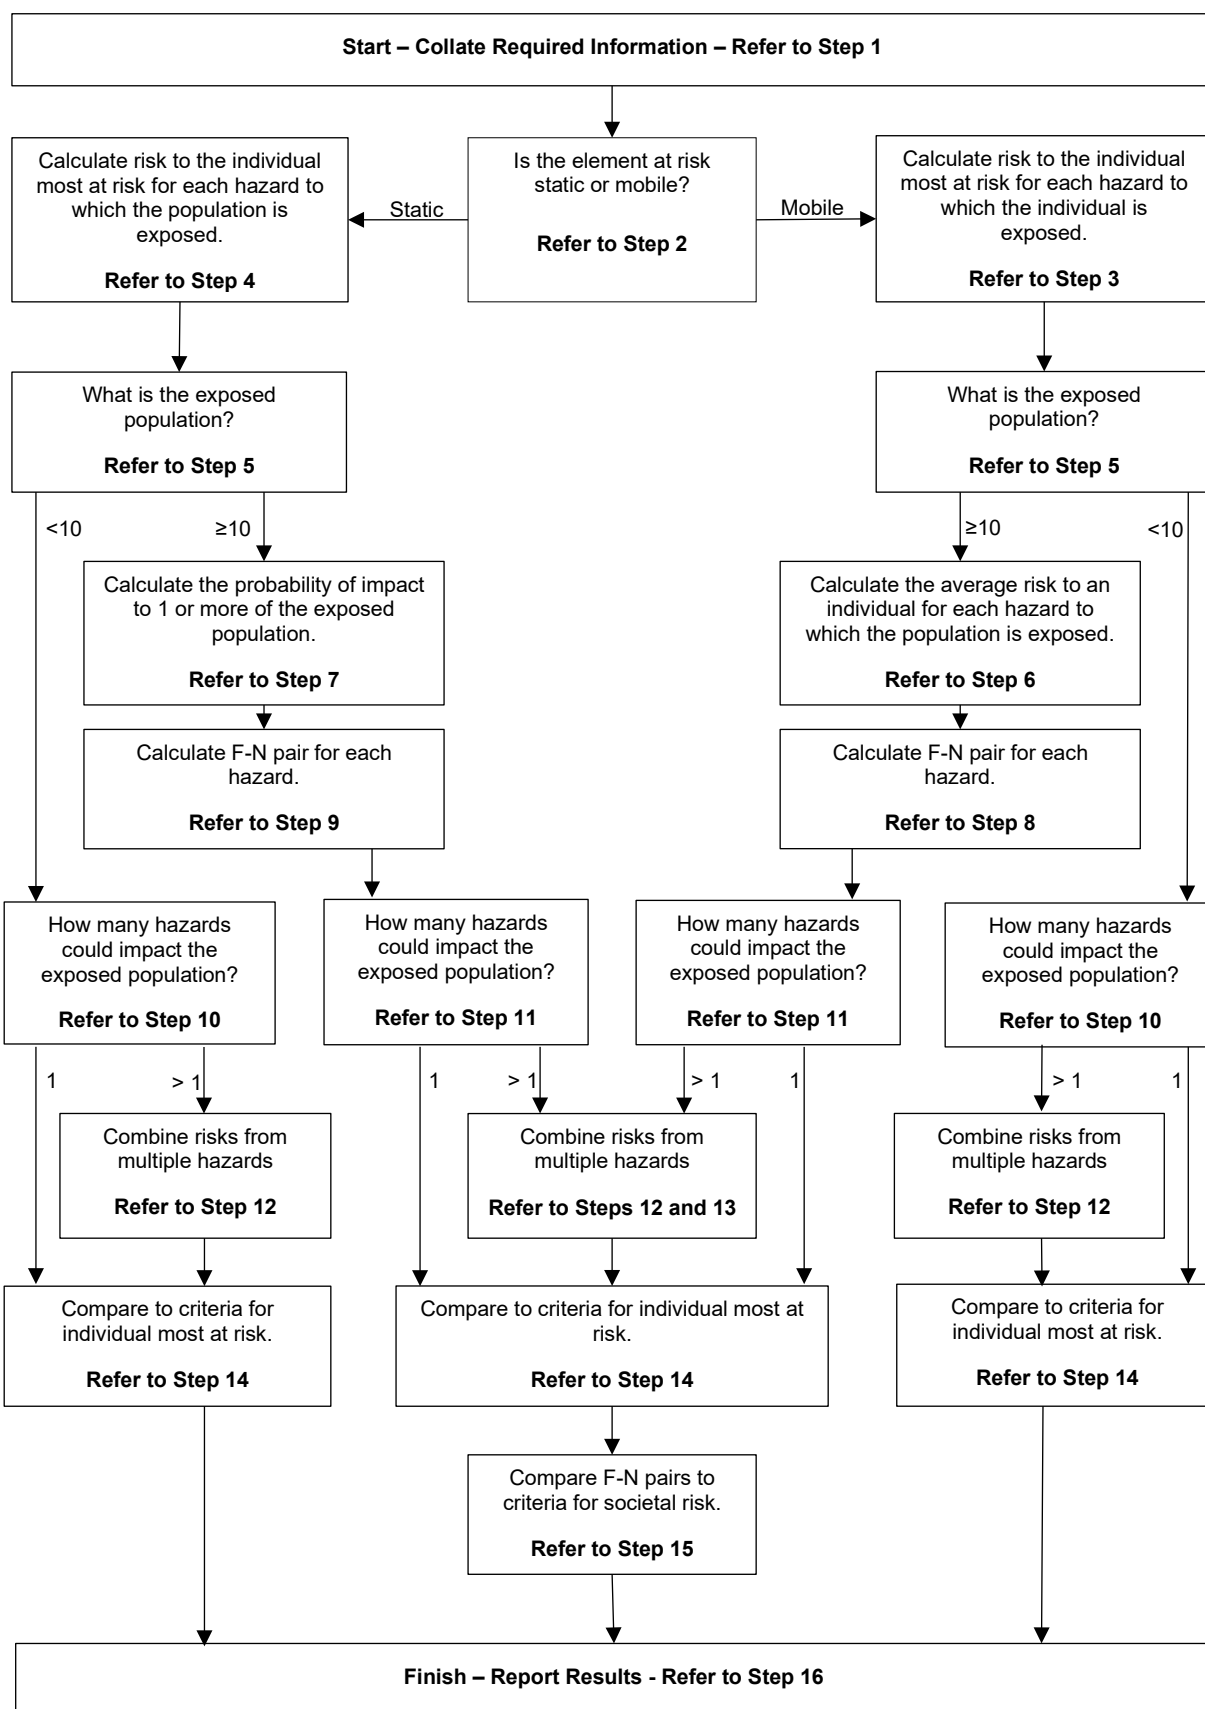 Start – Collate Required Information – Refer to Step 1
Calculate risk to the individual
most at risk for each hazard to
which the population is
exposed.
Refer to Step 4
Static
Is the element at risk
static or mobile?
Refer to Step 2
Mobile
Calculate risk to the individual
most at risk for each hazard to
which the individual is
exposed.
Refer to Step 3
What is the exposed
population?
Refer to Step 5
What is the exposed
population?
Refer to Step 5
<10
≥10
≥10
<10
Calculate the probability of impact
to 1 or more of the exposed
population.
Refer to Step 7
Calculate the average risk to an
individual for each hazard to
which the population is exposed.
Refer to Step 6
Calculate F-N pair for each
hazard.
Refer to Step 9
Calculate F-N pair for each
hazard.
Refer to Step 8
How many hazards
could impact the
exposed population?
Refer to Step 10
How many hazards
could impact the
exposed population?
Refer to Step 11
How many hazards
could impact the
exposed population?
Refer to Step 11
How many hazards
could impact the
exposed population?
Refer to Step 10
1
> 1
1
> 1
> 1
1
> 1
1
Combine risks from
multiple hazards
Refer to Step 12
Combine risks from
multiple hazards
Refer to Steps 12 and 13
Combine risks from
multiple hazards
Refer to Step 12
Compare to criteria for
individual most at risk.
Refer to Step 14
Compare to criteria for individual most at
risk.
Refer to Step 14
Compare to criteria for
individual most at risk.
Refer to Step 14
Compare F-N pairs to
criteria for societal risk.
Refer to Step 15
Finish – Report Results - Refer to Step 16